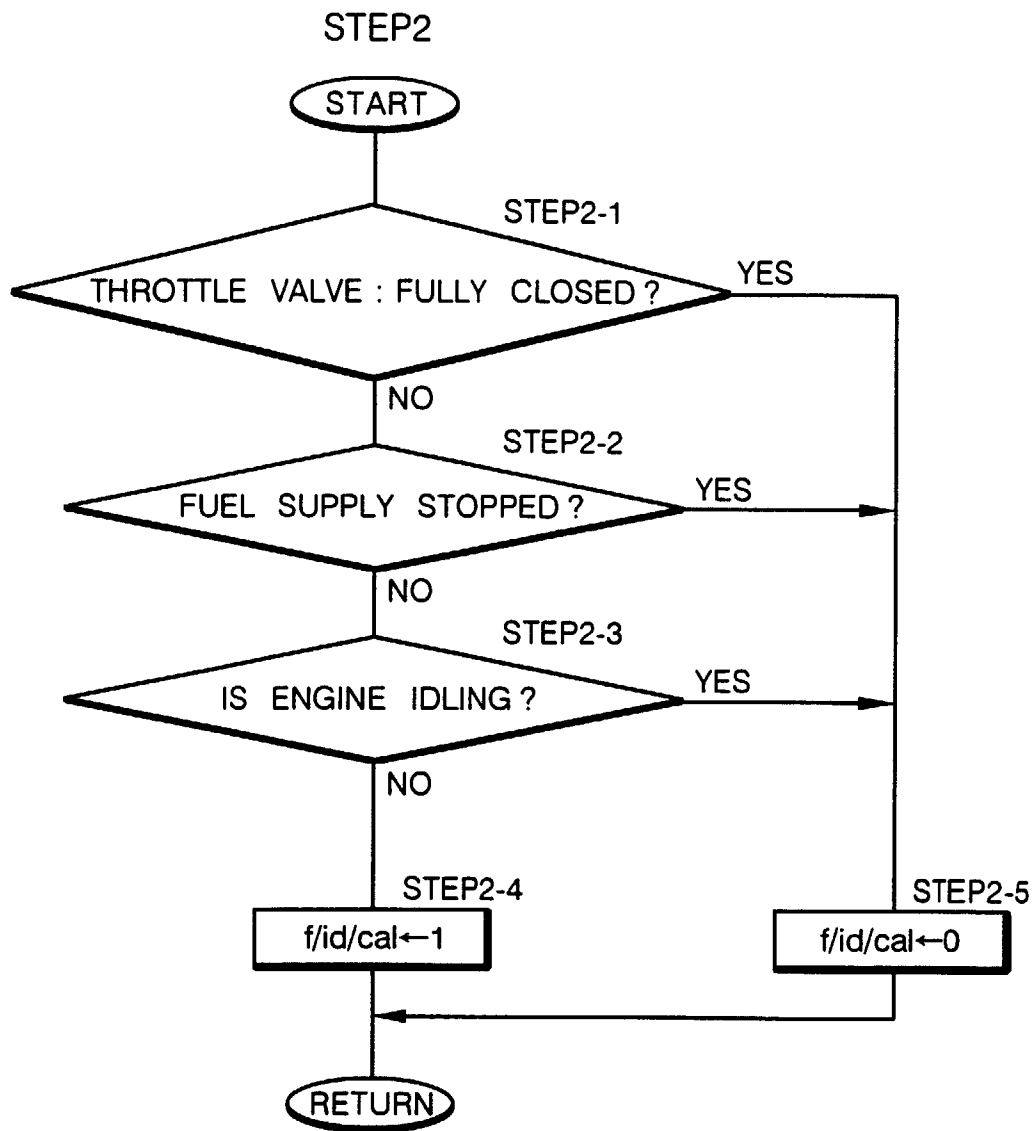 STEP2
START
STEP2-1
THROTTLE VALVE : FULLY CLOSED ?
YES
NO
STEP2-2
FUEL SUPPLY STOPPED ?
YES
NO
STEP2-3
IS ENGINE IDLING ?
YES
NO
STEP2-4
f/id/cal←1
STEP2-5
f/id/cal←0
RETURN